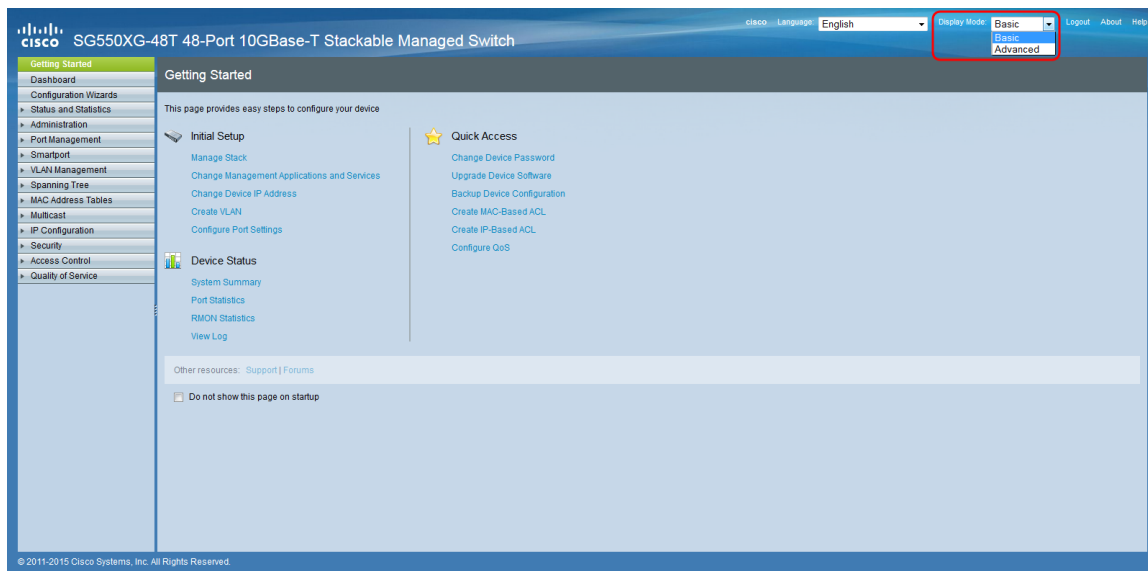 cisco SG550XG-48T 48-Port 10GBase-T Stackable Managed Switch
cisco Language: English Display Mode: Basic Logout About Help
Basic
Advanced
Getting Started
Dashboard
Configuration Wizards
Status and Statistics
Administration
Port Management
Smartport
VLAN Management
Spanning Tree
MAC Address Tables
Multicast
IP Configuration
Security
Access Control
Quality of Service
Getting Started
This page provides easy steps to configure your device
Initial Setup
Manage Stack
Change Management Applications and Services
Change Device IP Address
Create VLAN
Configure Port Settings
Device Status
System Summary
Port Statistics
RMON Statistics
View Log
Quick Access
Change Device Password
Upgrade Device Software
Backup Device Configuration
Create MAC-Based ACL
Create IP-Based ACL
Configure QoS
Other resources: Support | Forums
Do not show this page on startup
© 2011-2015 Cisco Systems, Inc. All Rights Reserved.